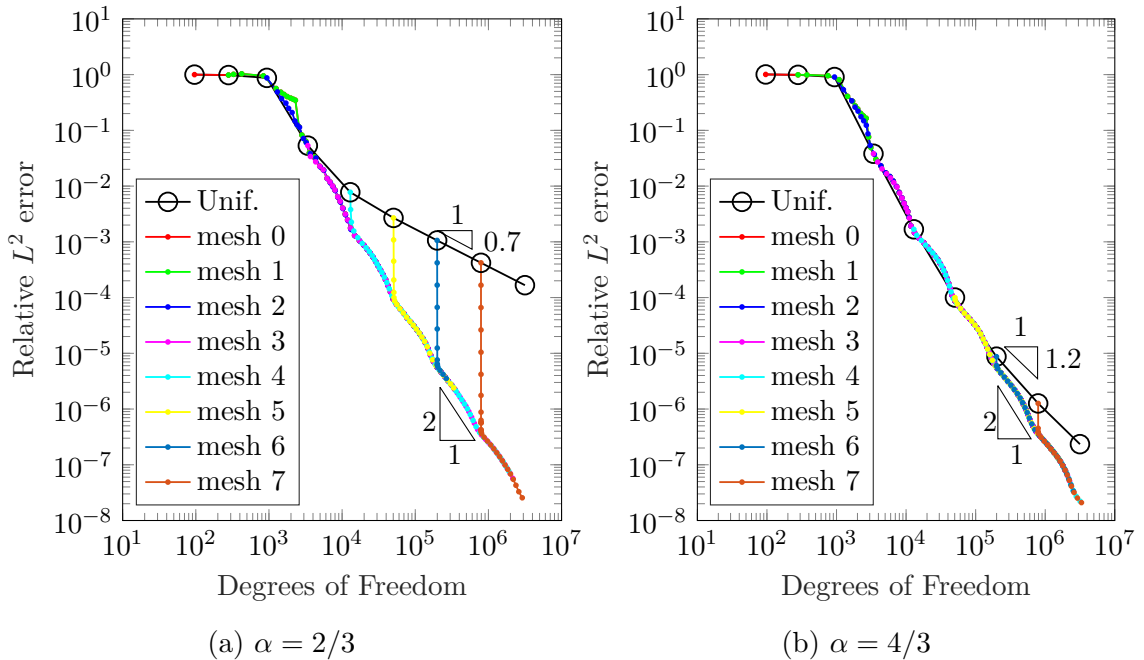 10^1
10^0
10^{-1}
10^{-2}
10^{-3}
10^{-4}
10^{-5}
10^{-6}
10^{-7}
10^{-8}
Relative L^2 error
Unif.
mesh 0
mesh 1
mesh 2
mesh 3
mesh 4
mesh 5
mesh 6
mesh 7
1
0.7
2
1
10^1
10^2
10^3
10^4
10^5
10^6
10^7
Degrees of Freedom
(a) α = 2/3
10^1
10^0
10^{-1}
10^{-2}
10^{-3}
10^{-4}
10^{-5}
10^{-6}
10^{-7}
10^{-8}
Relative L^2 error
Unif.
mesh 0
mesh 1
mesh 2
mesh 3
mesh 4
mesh 5
mesh 6
mesh 7
1
1.2
2
1
10^1
10^2
10^3
10^4
10^5
10^6
10^7
Degrees of Freedom
(b) α = 4/3